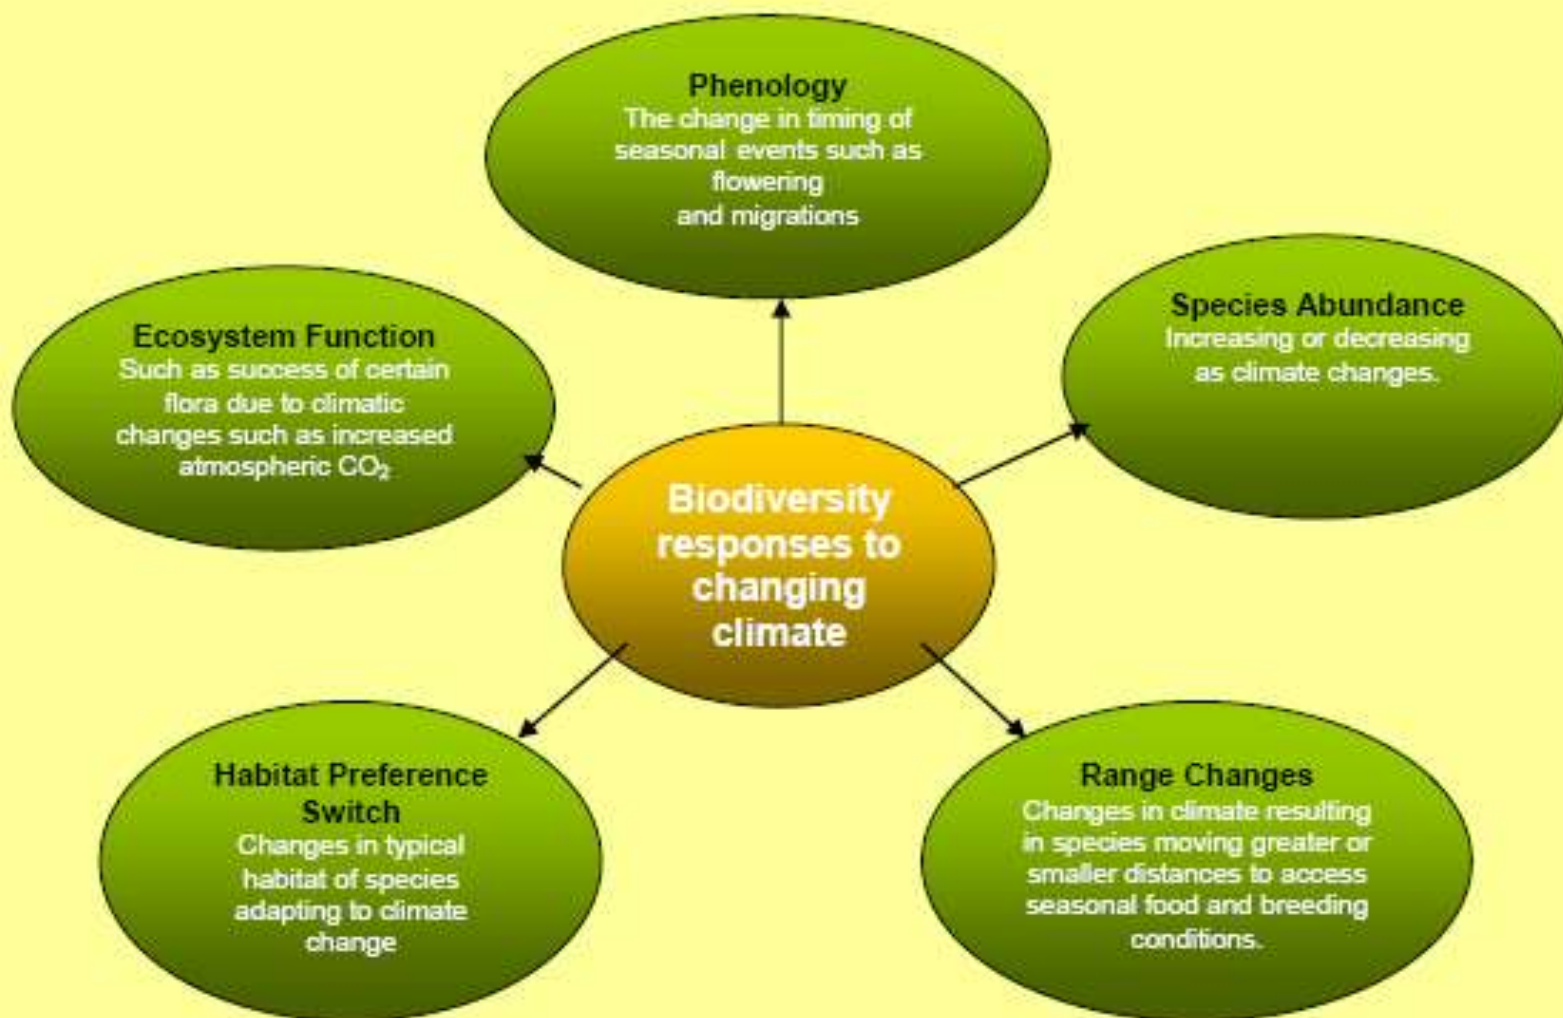 Phenology
The change in timing of
seasonal events such as
flowering
and migrations
Ecosystem Function
Such as success of certain
flora due to climatic
changes such as increased
atmospheric CO₂
Species Abundance
Increasing or decreasing
as climate changes.
Biodiversity
responses to
changing
climate
Habitat Preference
Switch
Changes in typical
habitat of species
adapting to climate
change
Range Changes
Changes in climate resulting
in species moving greater or
smaller distances to access
seasonal food and breeding
conditions.